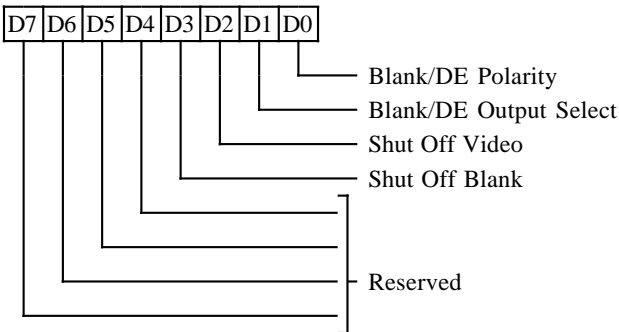 D7 D6 D5 D4 D3 D2 D1 D0
Blank/DE Polarity
Blank/DE Output Select
Shut Off Video
Shut Off Blank
Reserved